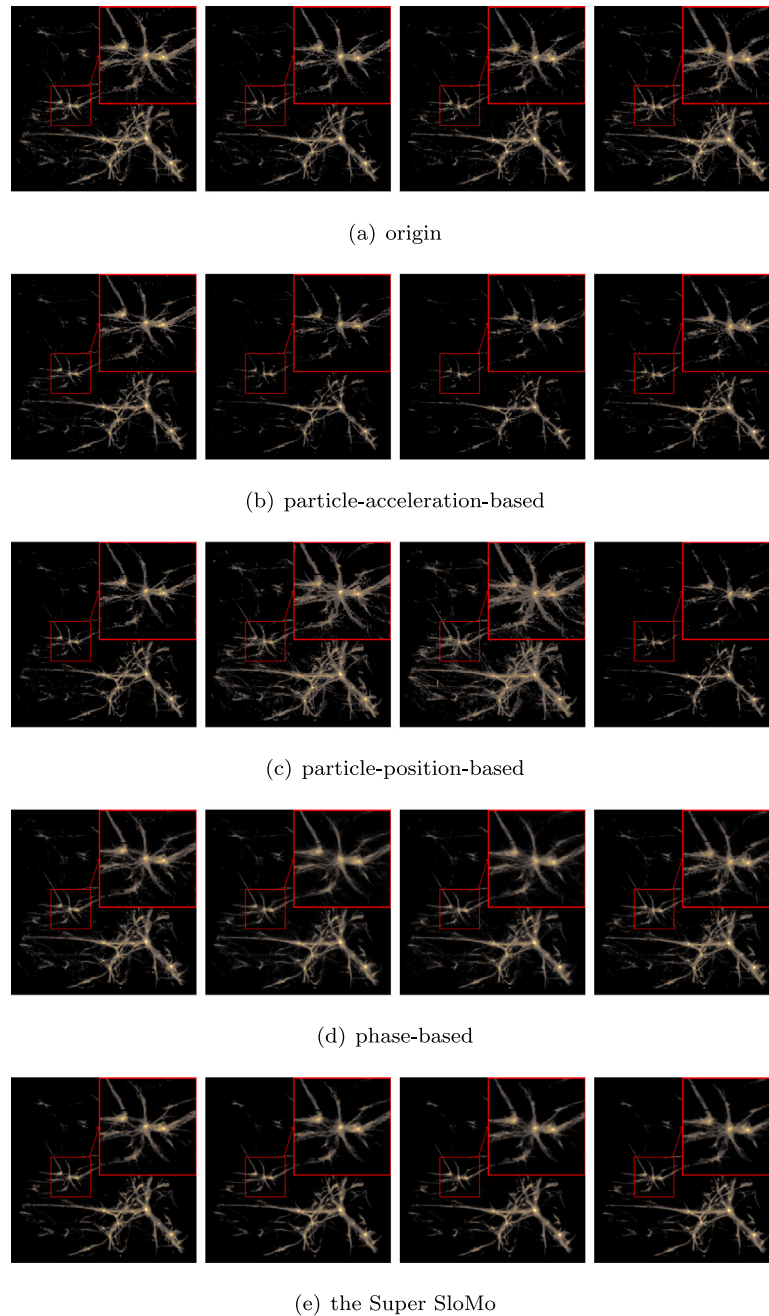 (a) origin
(b) particle-acceleration-based
(c) particle-position-based
(d) phase-based
(e) the Super SloMo